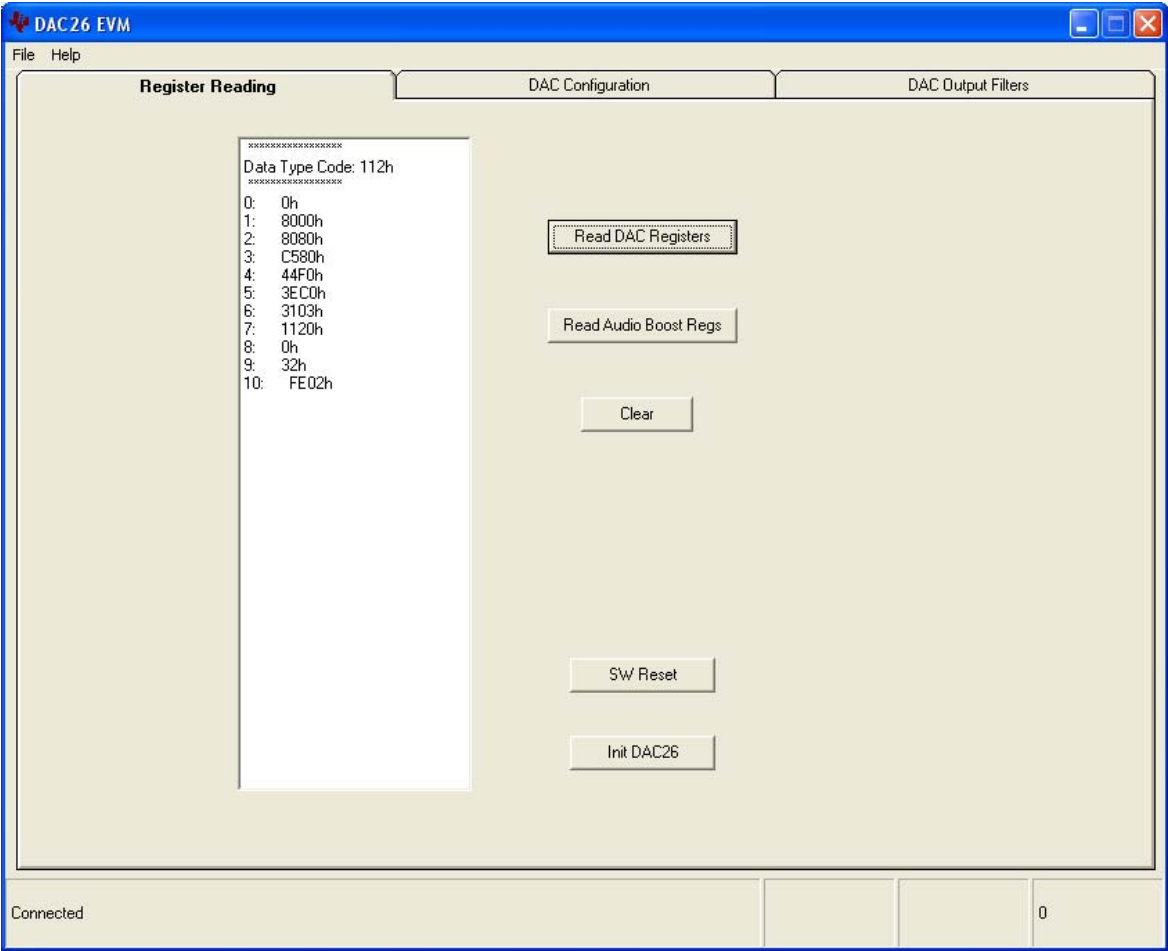 DAC26 EVM
File Help
Register Reading
DAC Configuration
DAC Output Filters
*****************
Data Type Code: 112h
*****************
0: 0h
1: 8000h
2: 8080h
3: C580h
4: 44F0h
5: 3EC0h
6: 3103h
7: 1120h
8: 0h
9: 32h
10: FE02h
Read DAC Registers
Read Audio Boost Regs
Clear
SW Reset
Init DAC26
Connected
0